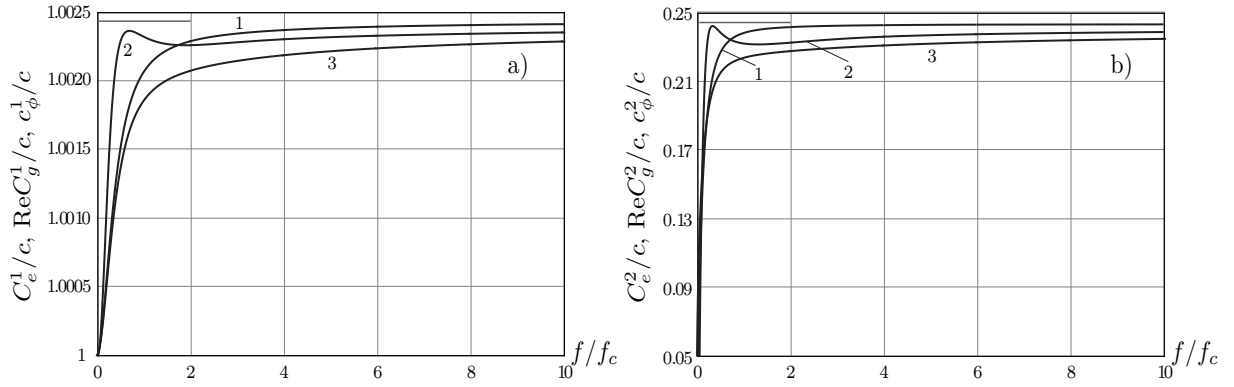 C_e^1/c, ReC_g^1/c, c_ϕ^1/c
1.0025
1.0020
1.0015
1.0010
1.0005
1
0 2 4 6 8 10
f/f_c
1
2
3
a)
C_e^2/c, ReC_g^2/c, c_ϕ^2/c
0.25
0.21
0.17
0.13
0.09
0.05
0 2 4 6 8 10
f/f_c
1
2
3
b)